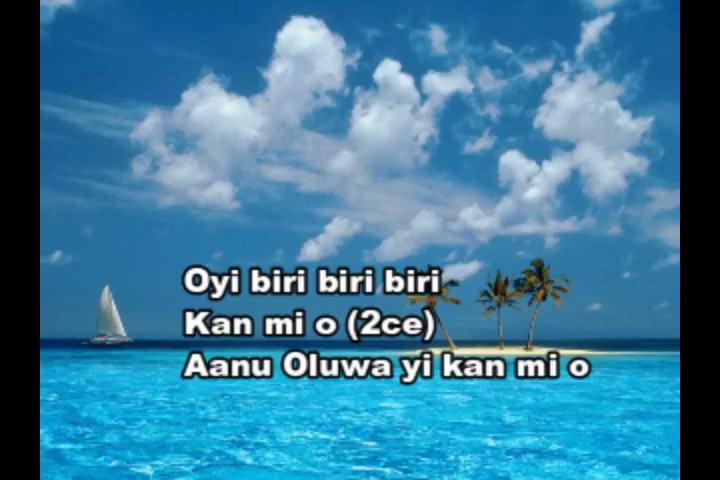 Oyi biri biri biri
Kan mi o (2ce)
Aanu Oluwa yi kan mi o